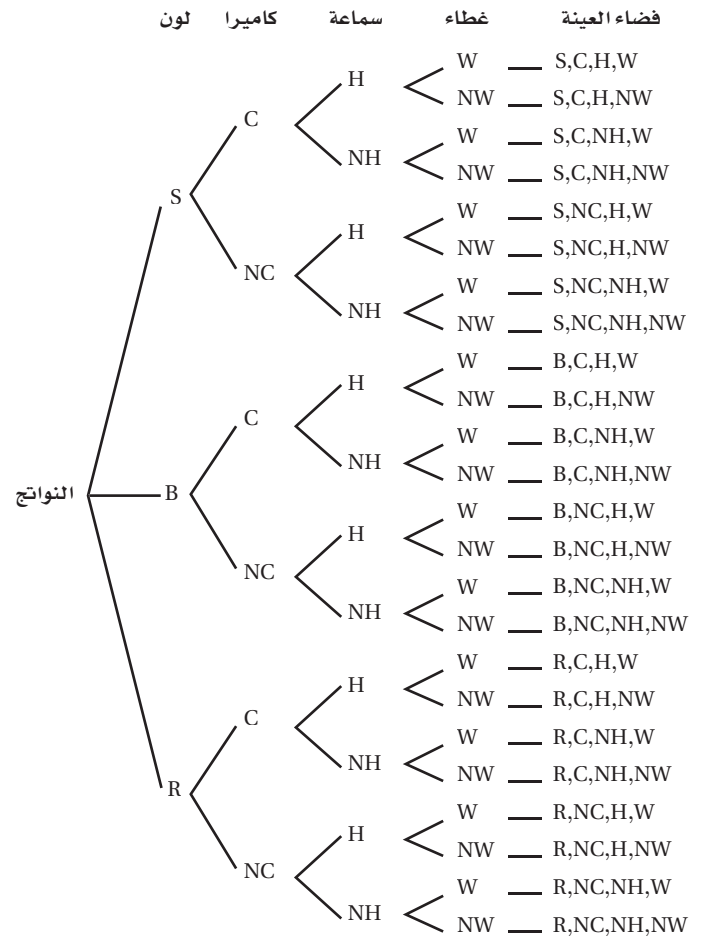 لون كاميرا سماعة غطاء فضاء العينة
W S,C,H,W
H
NW S,C,H,NW
C
W S,C,NH,W
NH
NW S,C,NH,NW
S
W S,NC,H,W
H
NW S,NC,H,NW
NC
W S,NC,NH,W
NH
NW S,NC,NH,NW
W B,C,H,W
H
NW B,C,H,NW
C
W B,C,NH,W
NH
NW B,C,NH,NW
النواتج B
W B,NC,H,W
H
NW B,NC,H,NW
NC
W B,NC,NH,W
NH
NW B,NC,NH,NW
W R,C,H,W
H
NW R,C,H,NW
C
W R,C,NH,W
NH
NW R,C,NH,NW
R
W R,NC,H,W
H
NW R,NC,H,NW
NC
W R,NC,NH,W
NH
NW R,NC,NH,NW